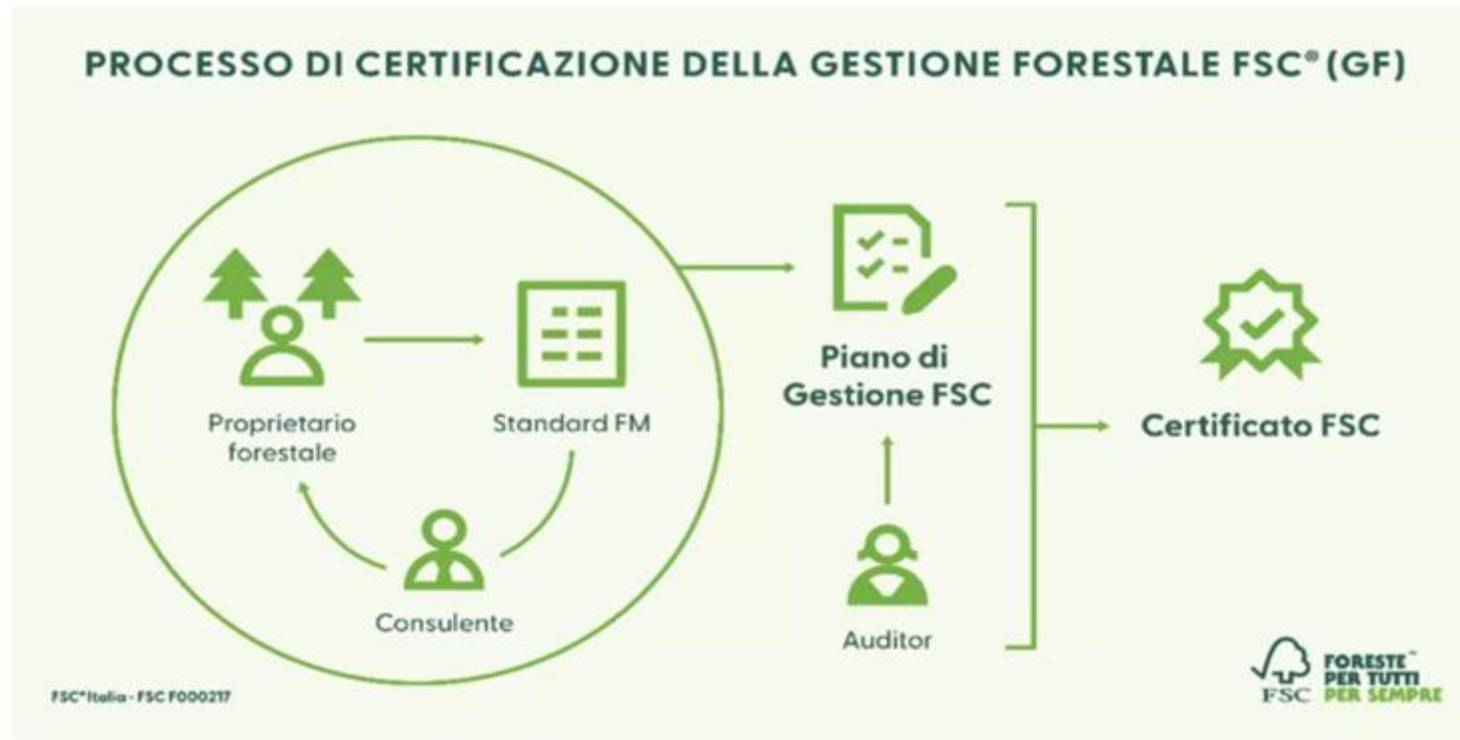 PROCESSO DI CERTIFICAZIONE DELLA GESTIONE FORESTALE FSC® (GF)
Proprietario
forestale
Standard FM
Consulente
Piano di
Gestione FSC
Auditor
Certificato FSC
FSC® Italia - FSC F000217
FSC
FORESTE™
PER TUTTI
PER SEMPRE